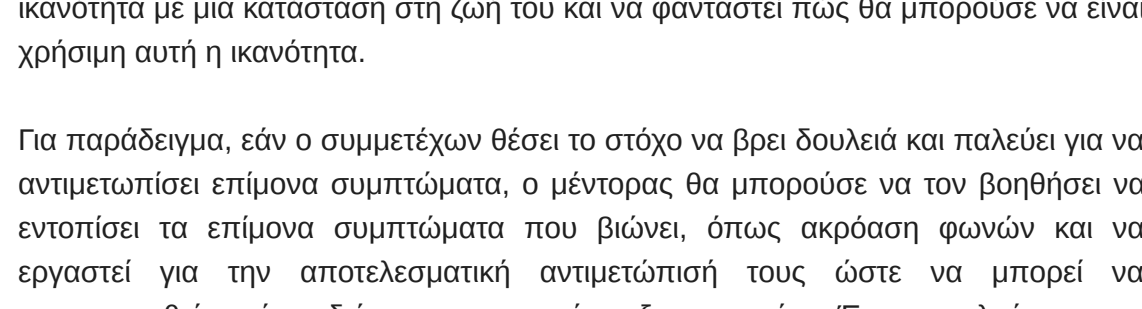 ικανότητα με μια κατάσταση στη ζωή του και να φανταστεί πώς θα μπορούσε να είναι
χρήσιμη αυτή η ικανότητα.
Για παράδειγμα, εάν ο συμμετέχων θέσει το στόχο να βρει δουλειά και παλεύει για να
αντιμετωπίσει επίμονα συμπτώματα, ο μέντορας θα μπορούσε να τον βοηθήσει να
εντοπίσει τα επίμονα συμπτώματα που βιώνει, όπως ακρόαση φωνών και να
εργαστεί για την αποτελεσματική αντιμετώπισή τους ώστε να μπορεί να